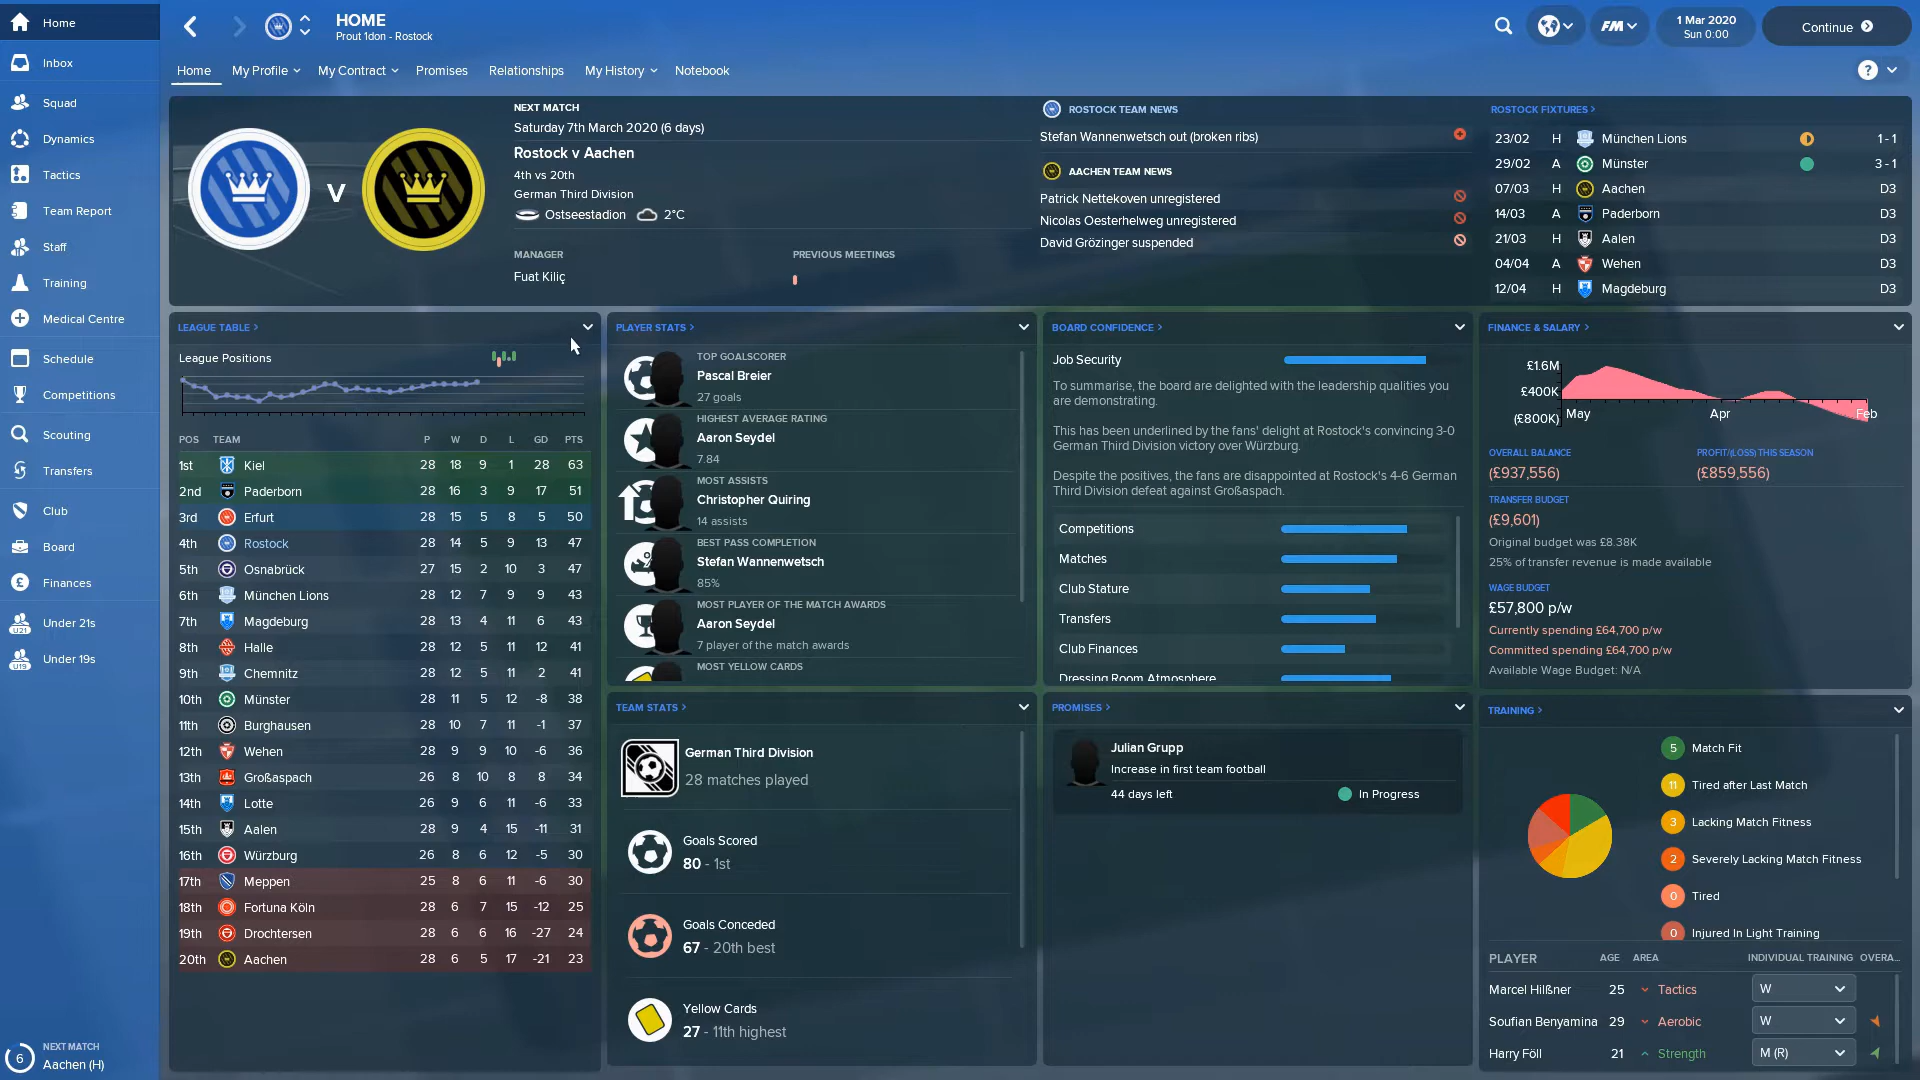 Home
Inbox
Squad
Dynamics
Tactics
Team Report
Staff
Training
Medical Centre
Schedule
Competitions
Scouting
Transfers
Club
Board
Finances
U21
Under 21s
U19
Under 19s
6
NEXT MATCH
Aachen (H)
HOME
Prout 1don - Rostock
FM
1 Mar 2020
Sun 0:00
Continue
Home
My Profile
My Contract
Promises
Relationships
My History
Notebook
?
V
NEXT MATCH
Saturday 7th March 2020 (6 days)
Rostock v Aachen
4th vs 20th
German Third Division
Ostseestadion 2°C
MANAGER
Fuat Kiliç
PREVIOUS MEETINGS
ROSTOCK TEAM NEWS
Stefan Wannenwetsch out (broken ribs)
AACHEN TEAM NEWS
Patrick Nettekoven unregistered
Nicolas Oesterhelweg unregistered
David Grözinger suspended
ROSTOCK FIXTURES >
23/02 H München Lions 1 - 1
29/02 A Münster 3 - 1
07/03 H Aachen D3
14/03 A Paderborn D3
21/03 H Aalen D3
04/04 A Wehen D3
12/04 H Magdeburg D3
LEAGUE TABLE >
League Positions
POS TEAM P W D L GD PTS
1st Kiel 28 18 9 1 28 63
2nd Paderborn 28 16 3 9 17 51
3rd Erfurt 28 15 5 8 5 50
4th Rostock 28 14 5 9 13 47
5th Osnabrück 27 15 2 10 3 47
6th München Lions 28 12 7 9 9 43
7th Magdeburg 28 13 4 11 6 43
8th Halle 28 12 5 11 12 41
9th Chemnitz 28 12 5 11 2 41
10th Münster 28 11 5 12 -8 38
11th Burghausen 28 10 7 11 -1 37
12th Wehen 28 9 9 10 -6 36
13th Großaspach 26 8 10 8 8 34
14th Lotte 26 9 6 11 -6 33
15th Aalen 28 9 4 15 -11 31
16th Würzburg 26 8 6 12 -5 30
17th Meppen 25 8 6 11 -6 30
18th Fortuna Köln 28 6 7 15 -12 25
19th Drochtersen 28 6 6 16 -27 24
20th Aachen 28 6 5 17 -21 23
PLAYER STATS >
TOP GOALSCORER
Pascal Breier
27 goals
HIGHEST AVERAGE RATING
Aaron Seydel
7.84
MOST ASSISTS
Christopher Quiring
14 assists
BEST PASS COMPLETION
Stefan Wannenwetsch
85%
MOST PLAYER OF THE MATCH AWARDS
Aaron Seydel
7 player of the match awards
MOST YELLOW CARDS
TEAM STATS >
German Third Division
28 matches played
Goals Scored
80 - 1st
Goals Conceded
67 - 20th best
Yellow Cards
27 - 11th highest
BOARD CONFIDENCE >
Job Security
To summarise, the board are delighted with the leadership qualities you
are demonstrating.
This has been underlined by the fans' delight at Rostock's convincing 3-0
German Third Division victory over Würzburg.
Despite the positives, the fans are disappointed at Rostock's 4-6 German
Third Division defeat against Großaspach.
Competitions
Matches
Club Stature
Transfers
Club Finances
Dressing Room Atmosphere
PROMISES >
Julian Grupp
Increase in first team football
44 days left In Progress
FINANCE & SALARY >
£1.6M
£400K
(£800K)
May Apr Feb
OVERALL BALANCE PROFIT/(LOSS) THIS SEASON
(£937,556) (£859,556)
TRANSFER BUDGET
(£9,601)
Original budget was £8.38K
25% of transfer revenue is made available
WAGE BUDGET
£57,800 p/w
Currently spending £64,700 p/w
Committed spending £64,700 p/w
Available Wage Budget: N/A
TRAINING >
5 Match Fit
11 Tired after Last Match
3 Lacking Match Fitness
2 Severely Lacking Match Fitness
0 Tired
0 Injured In Light Training
PLAYER AGE AREA INDIVIDUAL TRAINING OVERA...
Marcel Hilßner 25 Tactics W
Soufian Benyamina 29 Aerobic W
Harry Föll 21 Strength M (R)